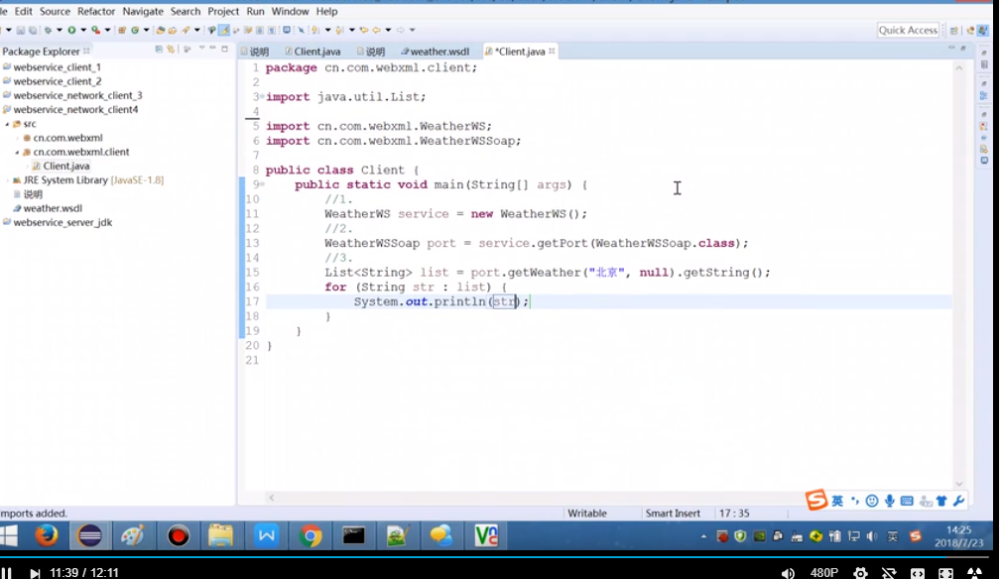 Edit Source Refactor Navigate Search Project Run Window Help
Quick Access
Package Explorer
webservice_client_1
webservice_client_2
webservice_network_client_3
webservice_network_client4
src
cn.com.webxml
cn.com.webxml.client
Client.java
JRE System Library [JavaSE-1.8]
说明
weather.wsdl
webservice_server_jdk
说明 Client.java 说明 weather.wsdl *Client.java
1 package cn.com.webxml.client;
2
3 import java.util.List;
4
5 import cn.com.webxml.WeatherWS;
6 import cn.com.webxml.WeatherWSSoap;
7
8 public class Client {
9 public static void main(String[] args) {
10 //1.
11 WeatherWS service = new WeatherWS();
12 //2.
13 WeatherWSSoap port = service.getPort(WeatherWSSoap.class);
14 //3.
15 List<String> list = port.getWeather("北京", null).getString();
16 for (String str : list) {
17 System.out.println(str);
18 }
19 }
20 }
21
英
mports added.
Writable Smart Insert 17 : 35
英
14:25
2018/7/23
11:39 / 12:11
480P